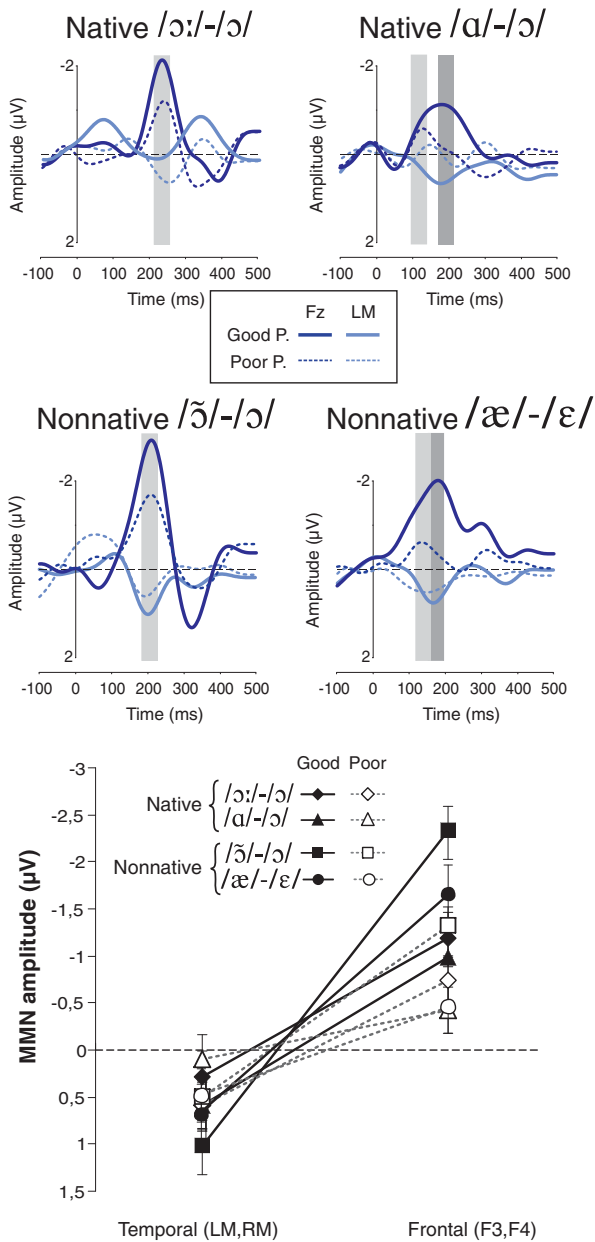 Native /ɔː/-/ɔ/
Native /ɑ/-/ɔ/
-2
Amplitude (µV)
2
-100 0 100 200 300 400 500
Time (ms)
-2
Amplitude (µV)
2
-100 0 100 200 300 400 500
Time (ms)
Fz LM
Good P.
Poor P.
Nonnative /ɔ̃/-/ɔ/
Nonnative /æ/-/ɛ/
-2
Amplitude (µV)
2
-100 0 100 200 300 400 500
Time (ms)
-2
Amplitude (µV)
2
-100 0 100 200 300 400 500
Time (ms)
MMN amplitude (µV)
-3
-2,5
-2
-1,5
-1
-0,5
0
0,5
1
1,5
Good Poor
Native
/ɔː/-/ɔ/
/ɑ/-/ɔ/
Nonnative
/ɔ̃/-/ɔ/
/æ/-/ɛ/
Temporal (LM,RM)
Frontal (F3,F4)